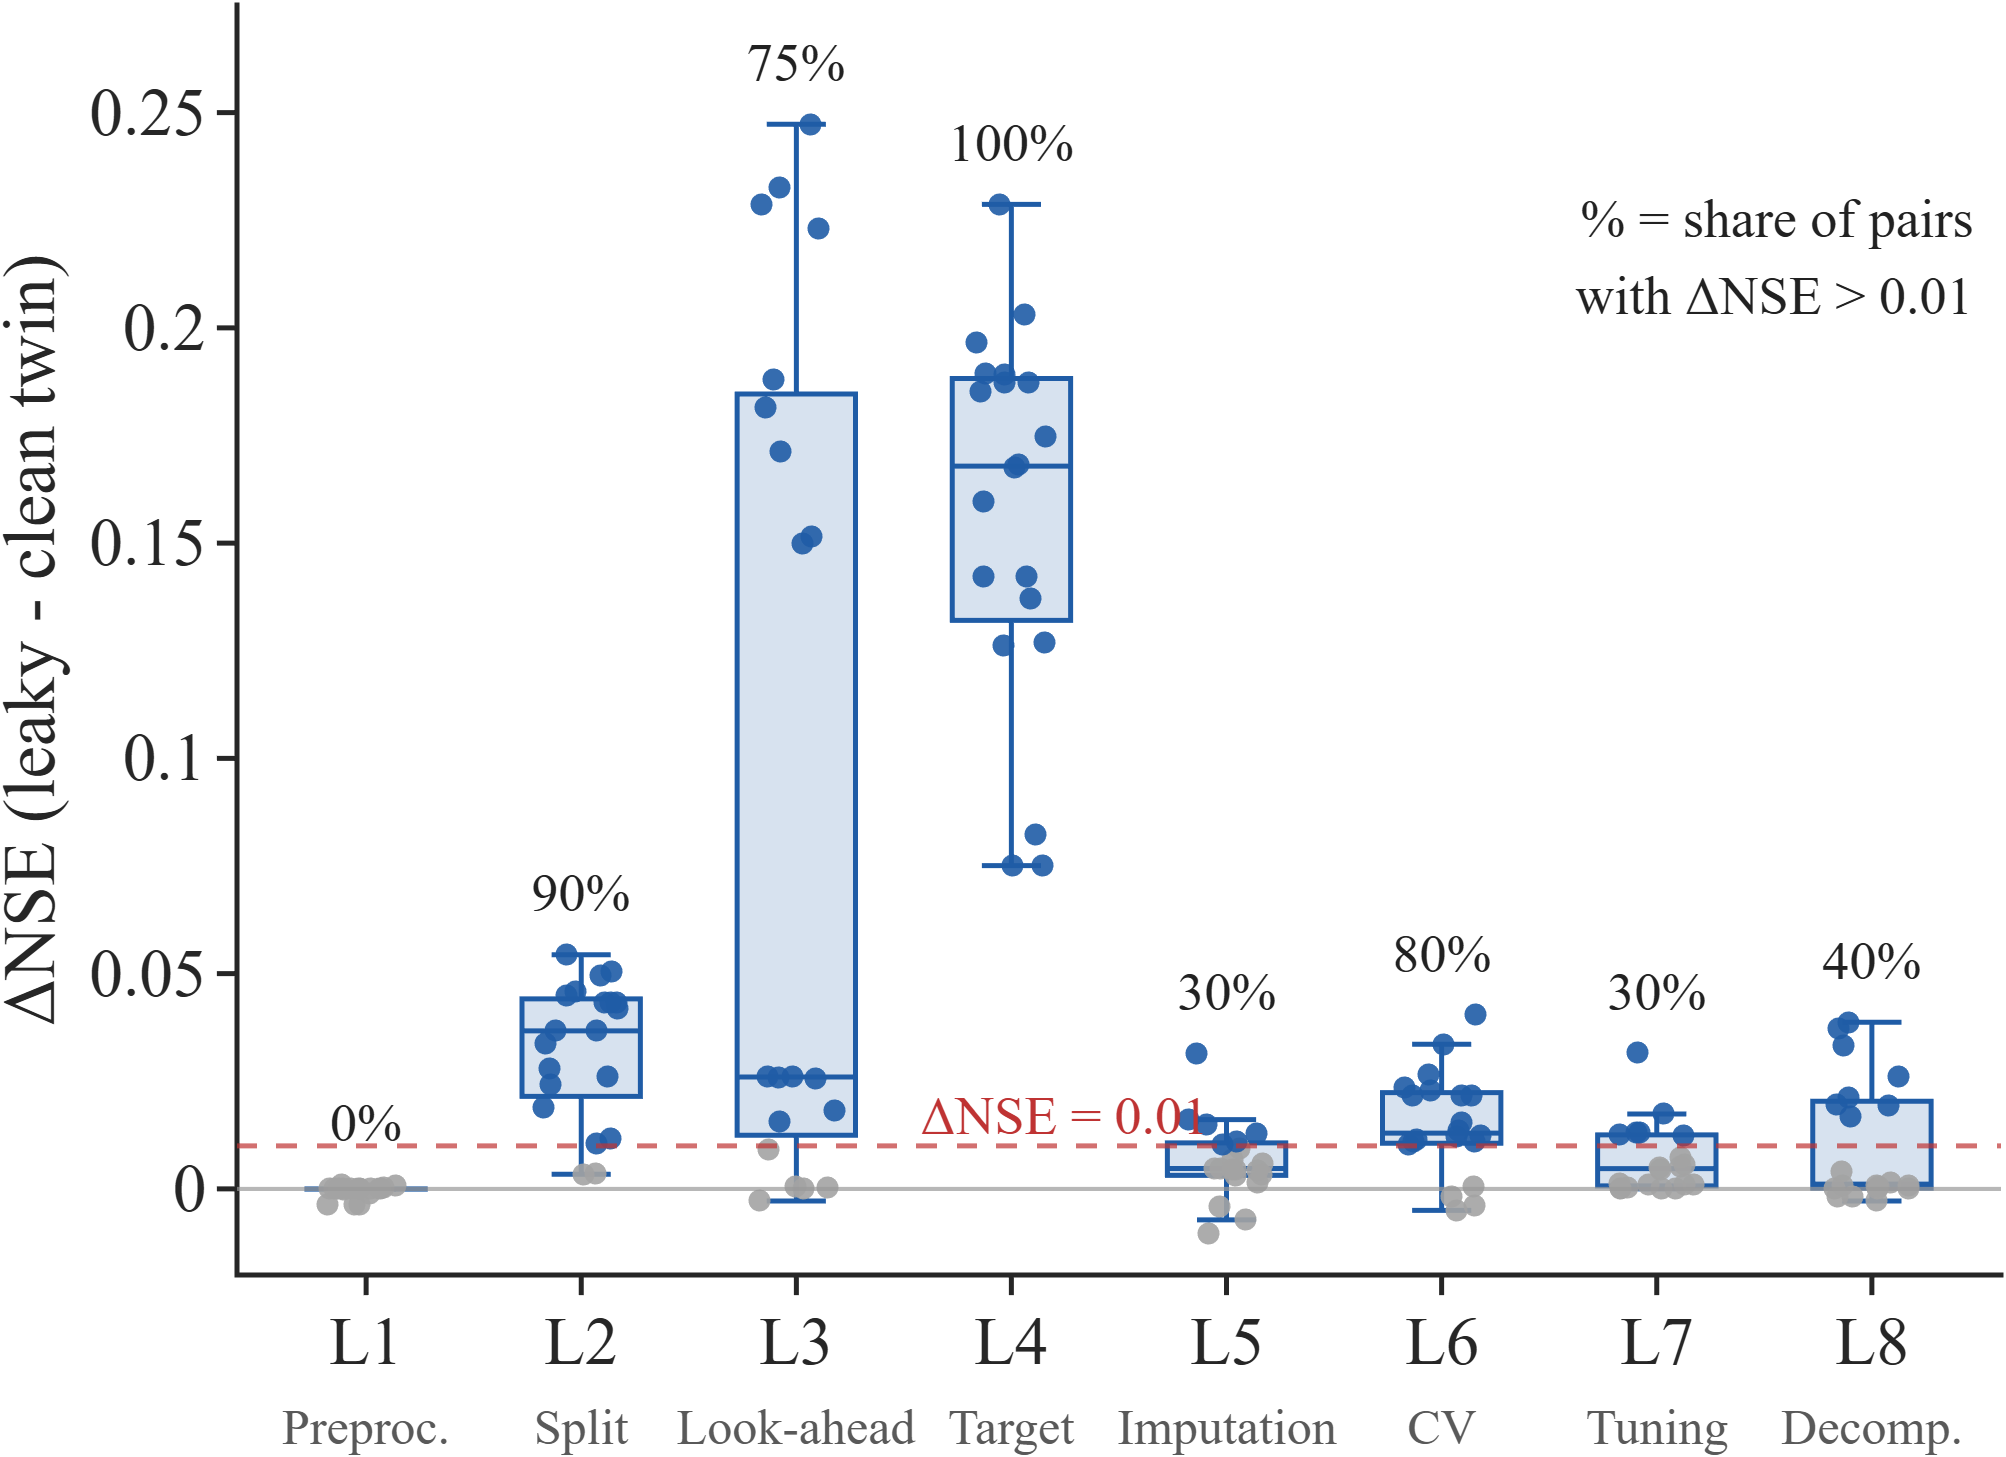 75%
0.25
100%
% = share of pairs
with ΔNSE > 0.01
0.2
ΔNSE (leaky - clean twin)
0.15
0.1
90%
0.05
30%
80%
30%
40%
0%
ΔNSE = 0.01
0
L1
L2
L3
L4
L5
L6
L7
L8
Preproc.
Split
Look-ahead
Target
Imputation
CV
Tuning
Decomp.